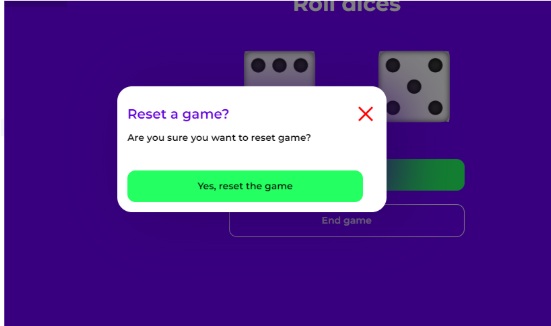 Roll dices
Reset a game?
Are you sure you want to reset game?
Yes, reset the game
End game